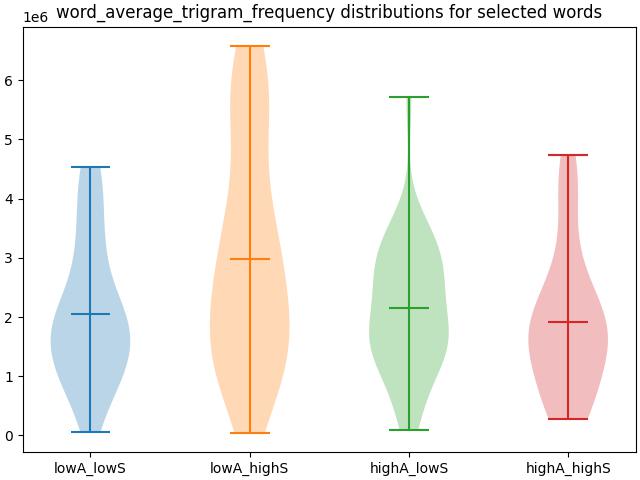 word_average_trigram_frequency distributions for selected words
1e6
6
5
4
3
2
1
0
lowA_lowS lowA_highS highA_lowS highA_highS